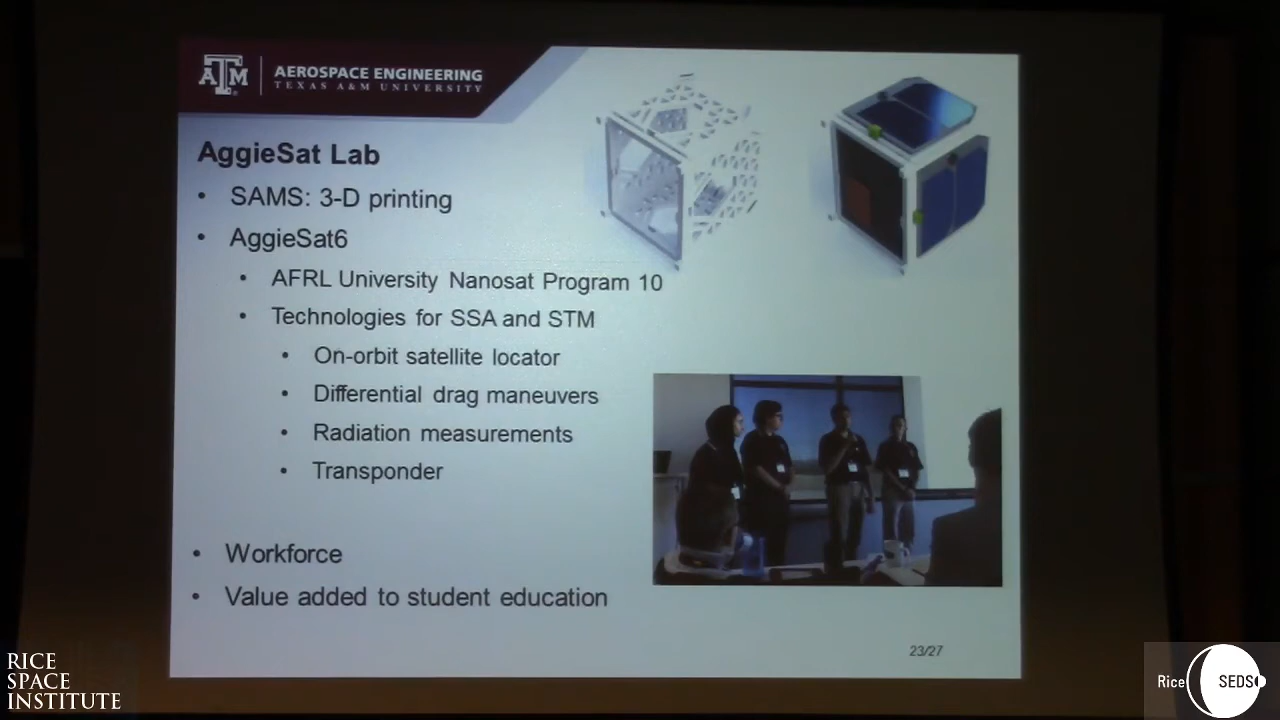 ATM
AEROSPACE ENGINEERING
TEXAS A&M UNIVERSITY
AggieSat Lab
• SAMS: 3-D printing
• AggieSat6
• AFRL University Nanosat Program 10
• Technologies for SSA and STM
• On-orbit satellite locator
• Differential drag maneuvers
• Radiation measurements
• Transponder
• Workforce
• Value added to student education
23/27
RICE
SPACE
INSTITUTE
Rice SEDS